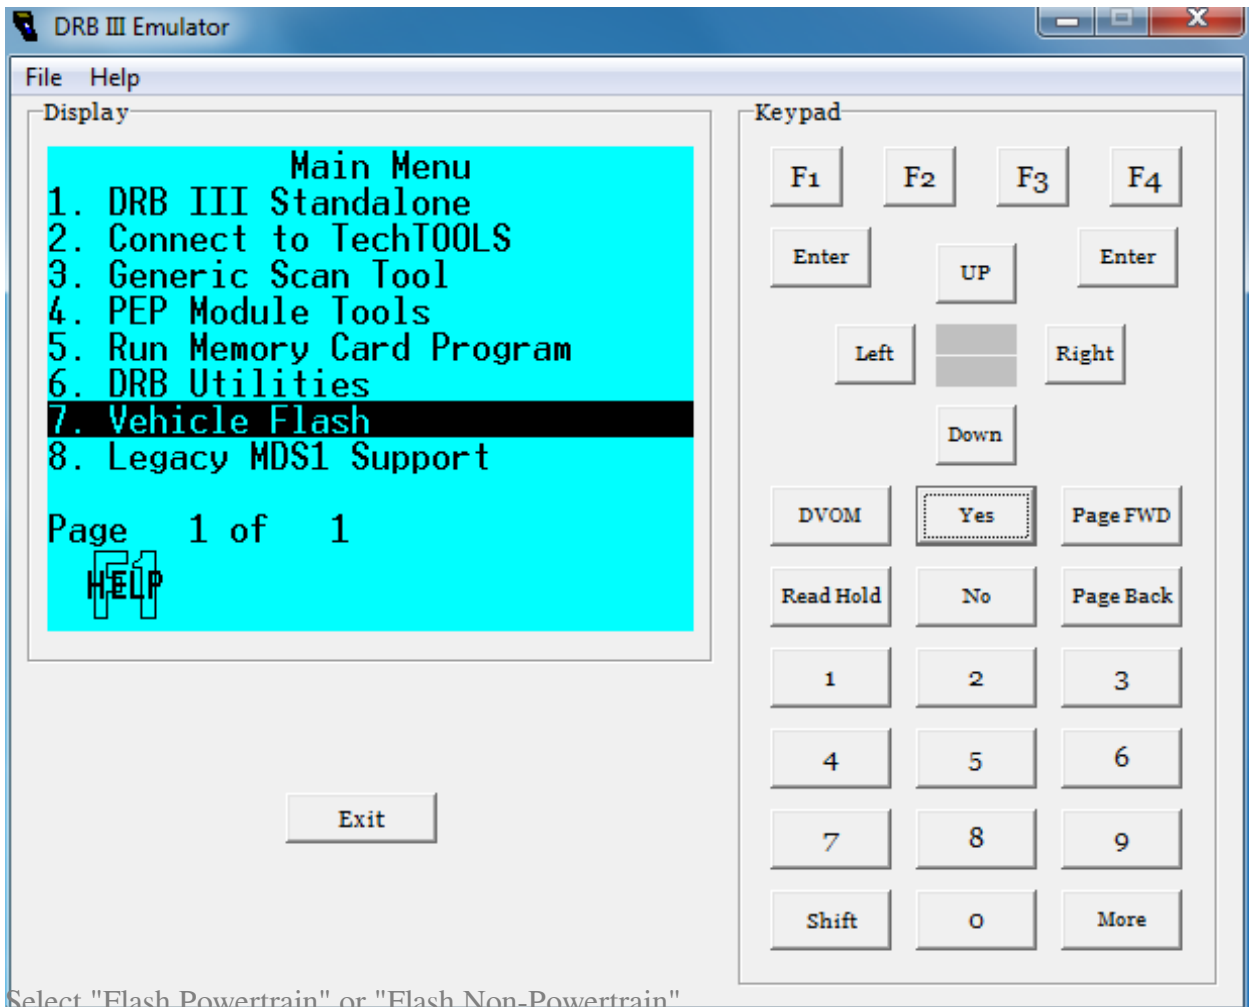 DRB III Emulator
File Help
Display
Main Menu
1. DRB III Standalone
2. Connect to TechTOOLS
3. Generic Scan Tool
4. PEP Module Tools
5. Run Memory Card Program
6. DRB Utilities
7. Vehicle Flash
8. Legacy MDS1 Support
Page 1 of 1
F1
HELP
Exit
Keypad
F1 F2 F3 F4
Enter UP Enter
Left Right
Down
DVOM Yes Page FWD
Read Hold No Page Back
1 2 3
4 5 6
7 8 9
Shift 0 More
Select "Flash Powertrain" or "Flash Non-Powertrain"